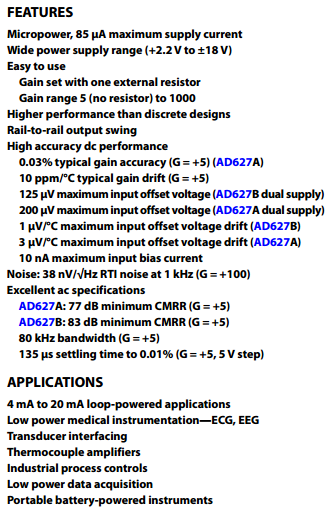 FEATURES
Micropower, 85 μA maximum supply current
Wide power supply range (+2.2 V to ±18 V)
Easy to use
Gain set with one external resistor
Gain range 5 (no resistor) to 1000
Higher performance than discrete designs
Rail-to-rail output swing
High accuracy dc performance
0.03% typical gain accuracy (G = +5) (AD627A)
10 ppm/°C typical gain drift (G = +5)
125 μV maximum input offset voltage (AD627B dual supply)
200 μV maximum input offset voltage (AD627A dual supply)
1 μV/°C maximum input offset voltage drift (AD627B)
3 μV/°C maximum input offset voltage drift (AD627A)
10 nA maximum input bias current
Noise: 38 nV/√Hz RTI noise at 1 kHz (G = +100)
Excellent ac specifications
AD627A: 77 dB minimum CMRR (G = +5)
AD627B: 83 dB minimum CMRR (G = +5)
80 kHz bandwidth (G = +5)
135 μs settling time to 0.01% (G = +5, 5 V step)
APPLICATIONS
4 mA to 20 mA loop-powered applications
Low power medical instrumentation—ECG, EEG
Transducer interfacing
Thermocouple amplifiers
Industrial process controls
Low power data acquisition
Portable battery-powered instruments